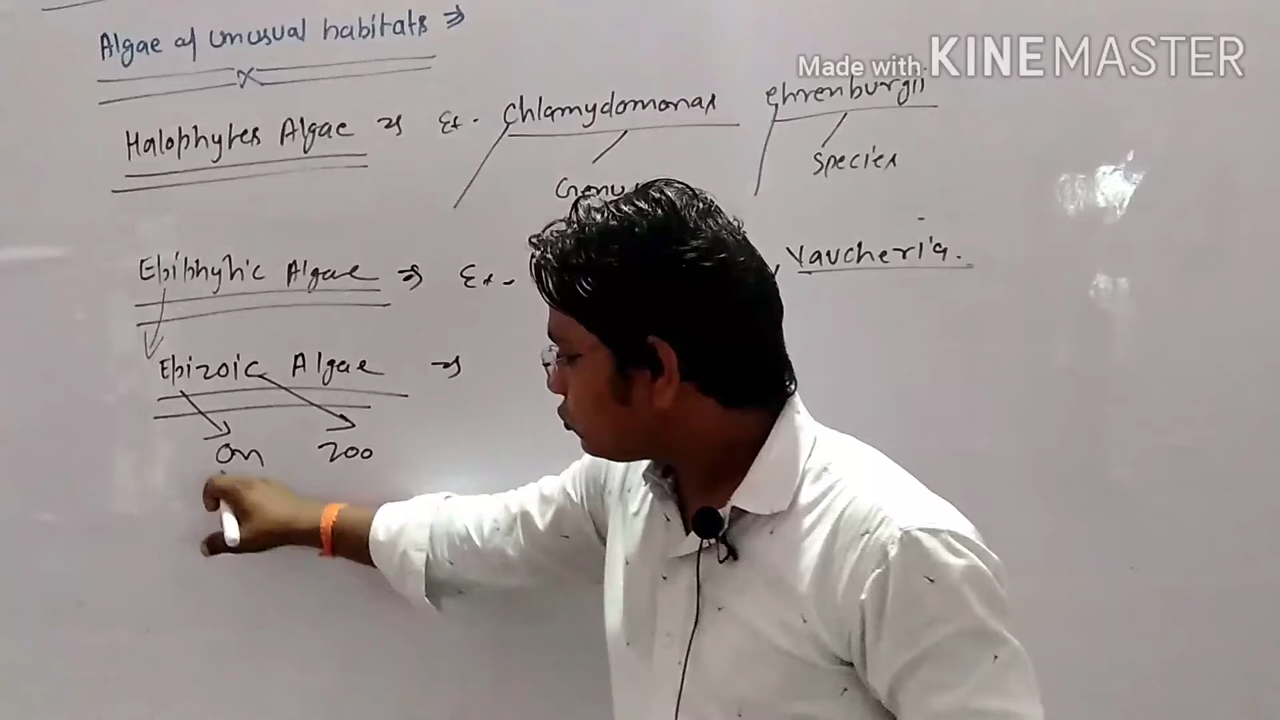 Algae of unusual habitats ⇒
Made with KINEMASTER
Halophytes Algae ⇒ Ex. Chlamydomonas ehrenburgii
Genu
Species
Epiphytic Algae ⇒ Ex- , Vaucheria.
Epizoic Algae ⇒
On Zoo